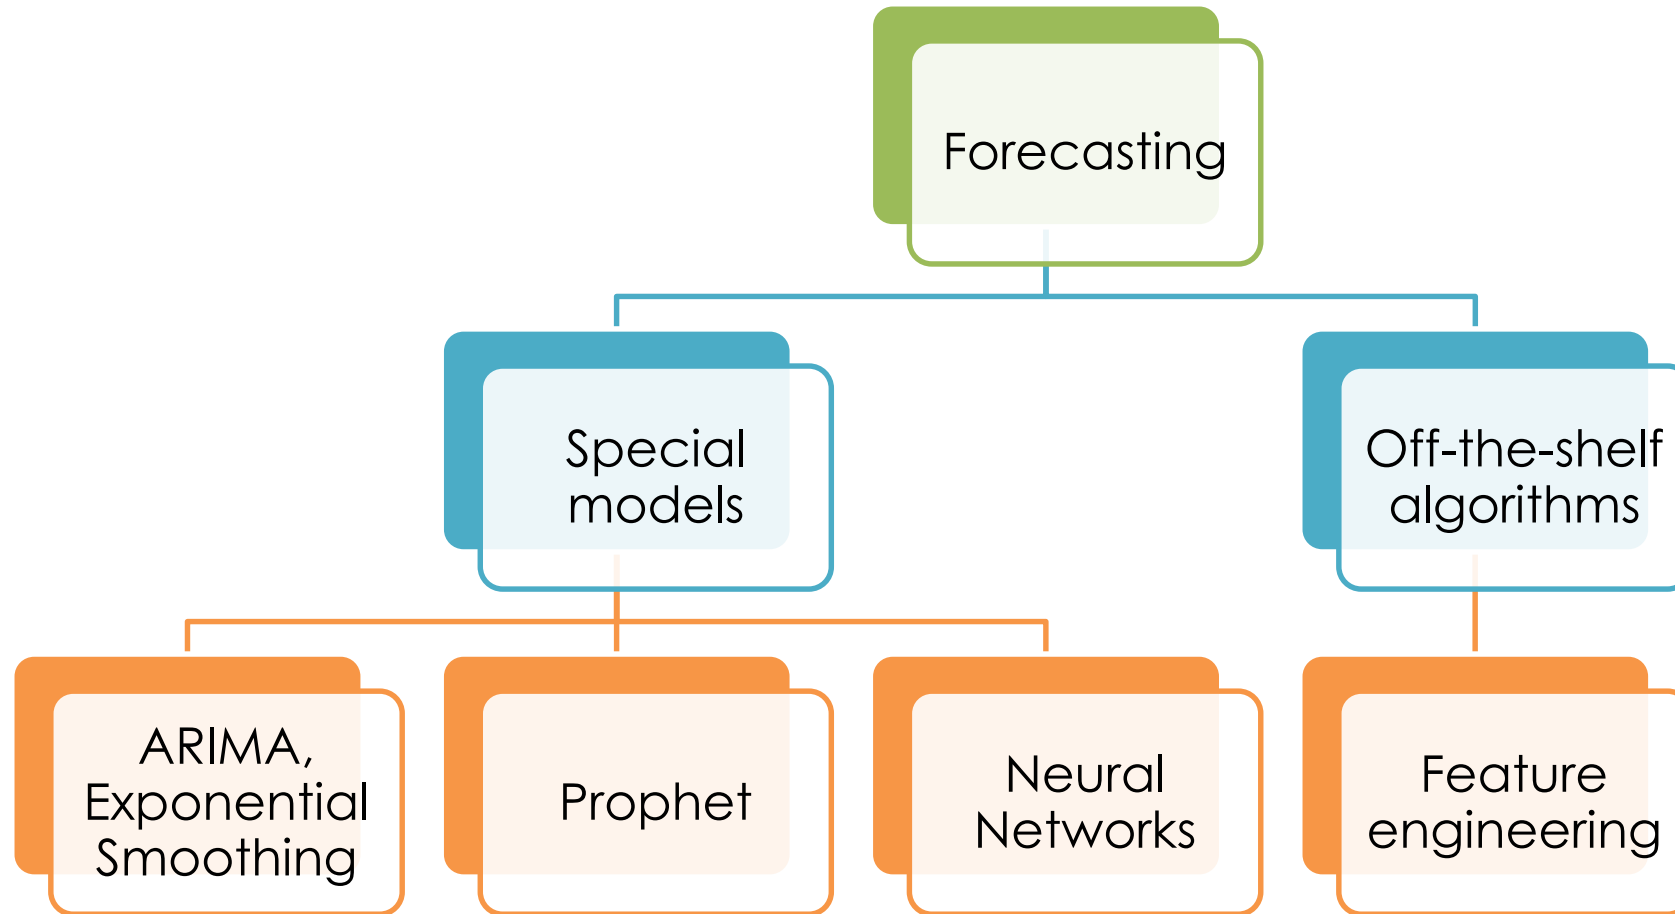 Forecasting
Special
models
Off-the-shelf
algorithms
ARIMA,
Exponential
Smoothing
Prophet
Neural
Networks
Feature
engineering